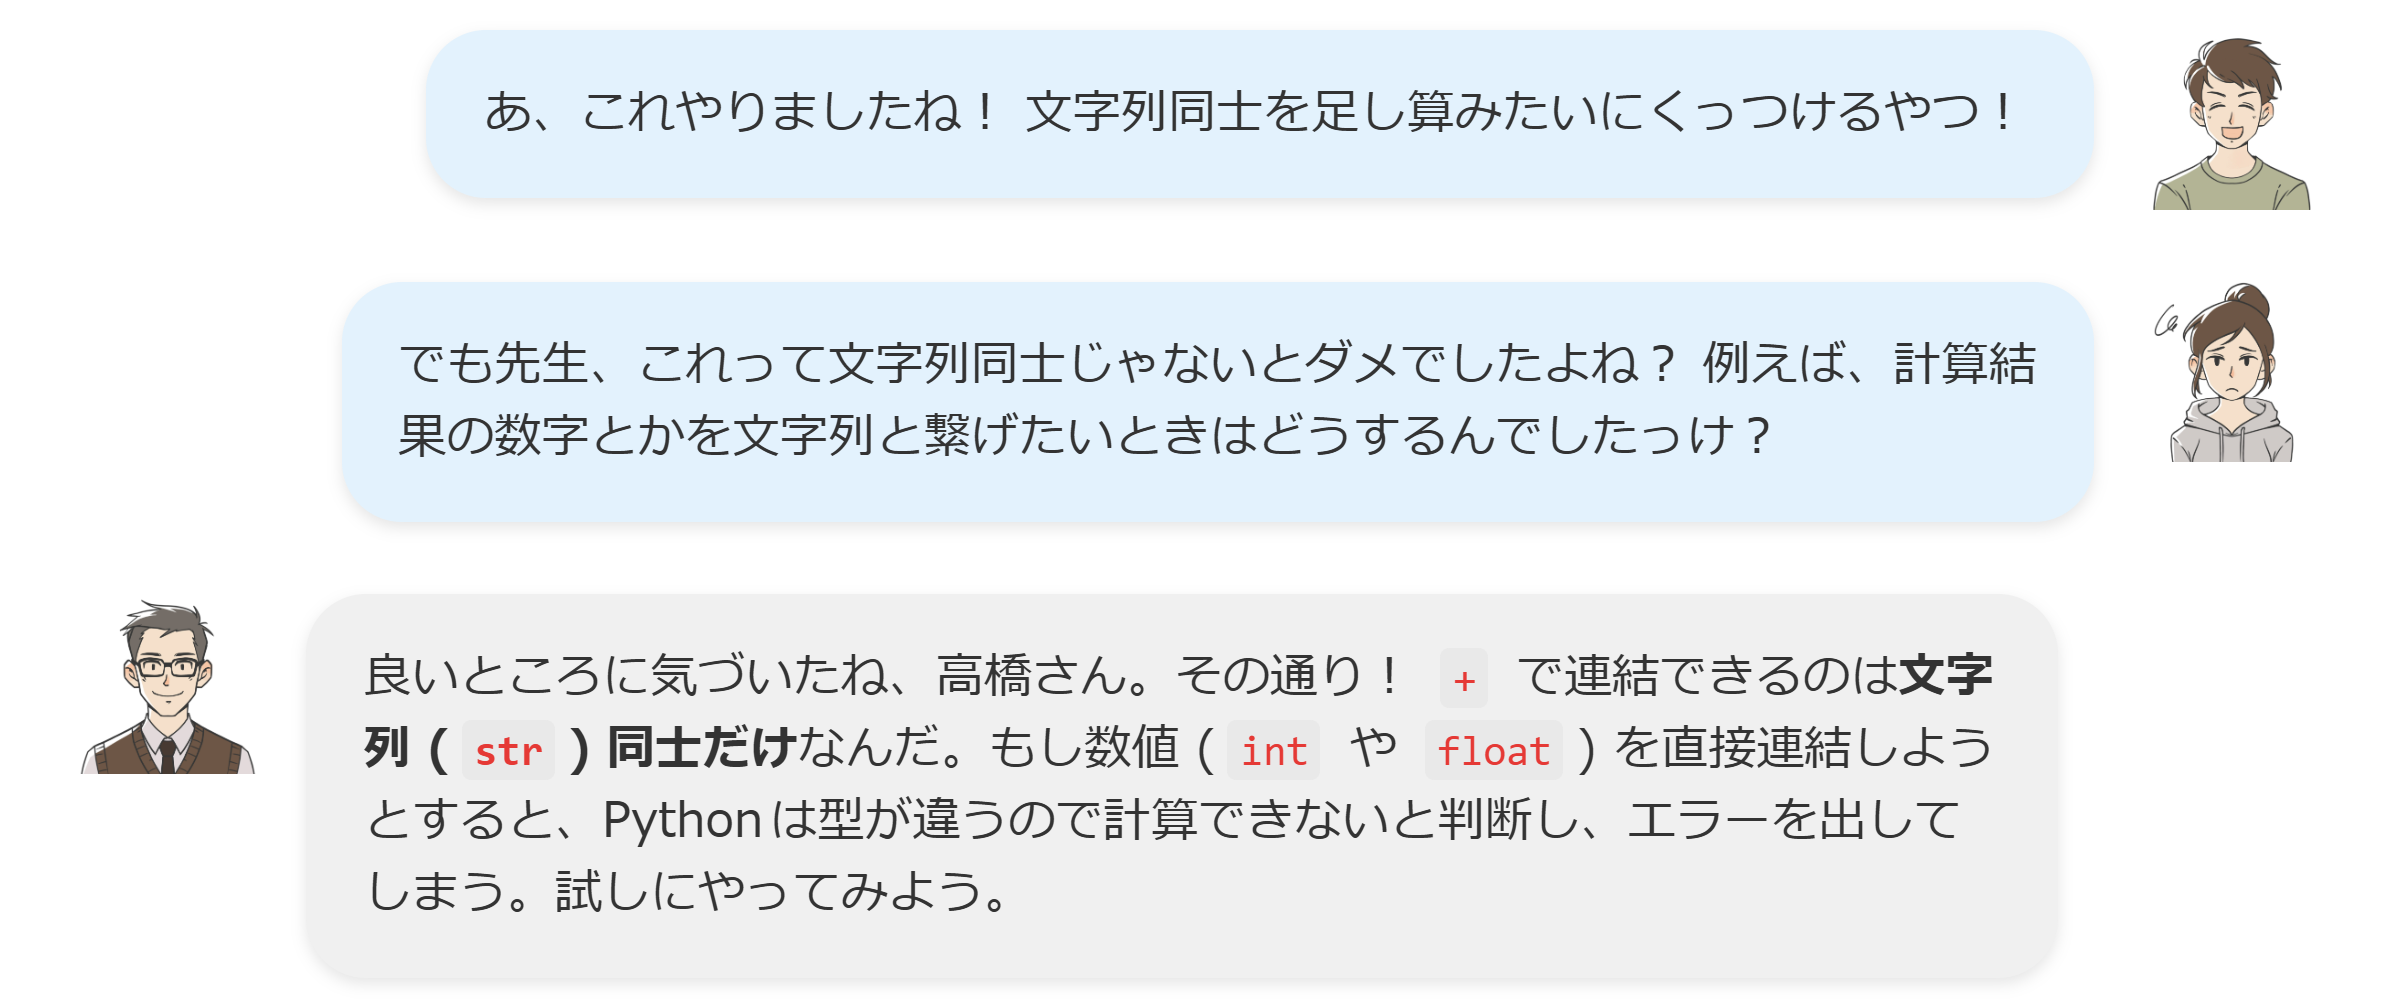 あ、これやりましたね！ 文字列同士を足し算みたいにくっつけるやつ！
でも先生、これって文字列同士じゃないとダメでしたよね？ 例えば、計算結
果の数字とかを文字列と繋げたいときはどうするんでしたっけ？
良いところに気づいたね、高橋さん。その通り！ + で連結できるのは文字
列（str）同士だけなんだ。もし数値（int や float）を直接連結しよう
とすると、Pythonは型が違うので計算できないと判断し、エラーを出して
しまう。試しにやってみよう。